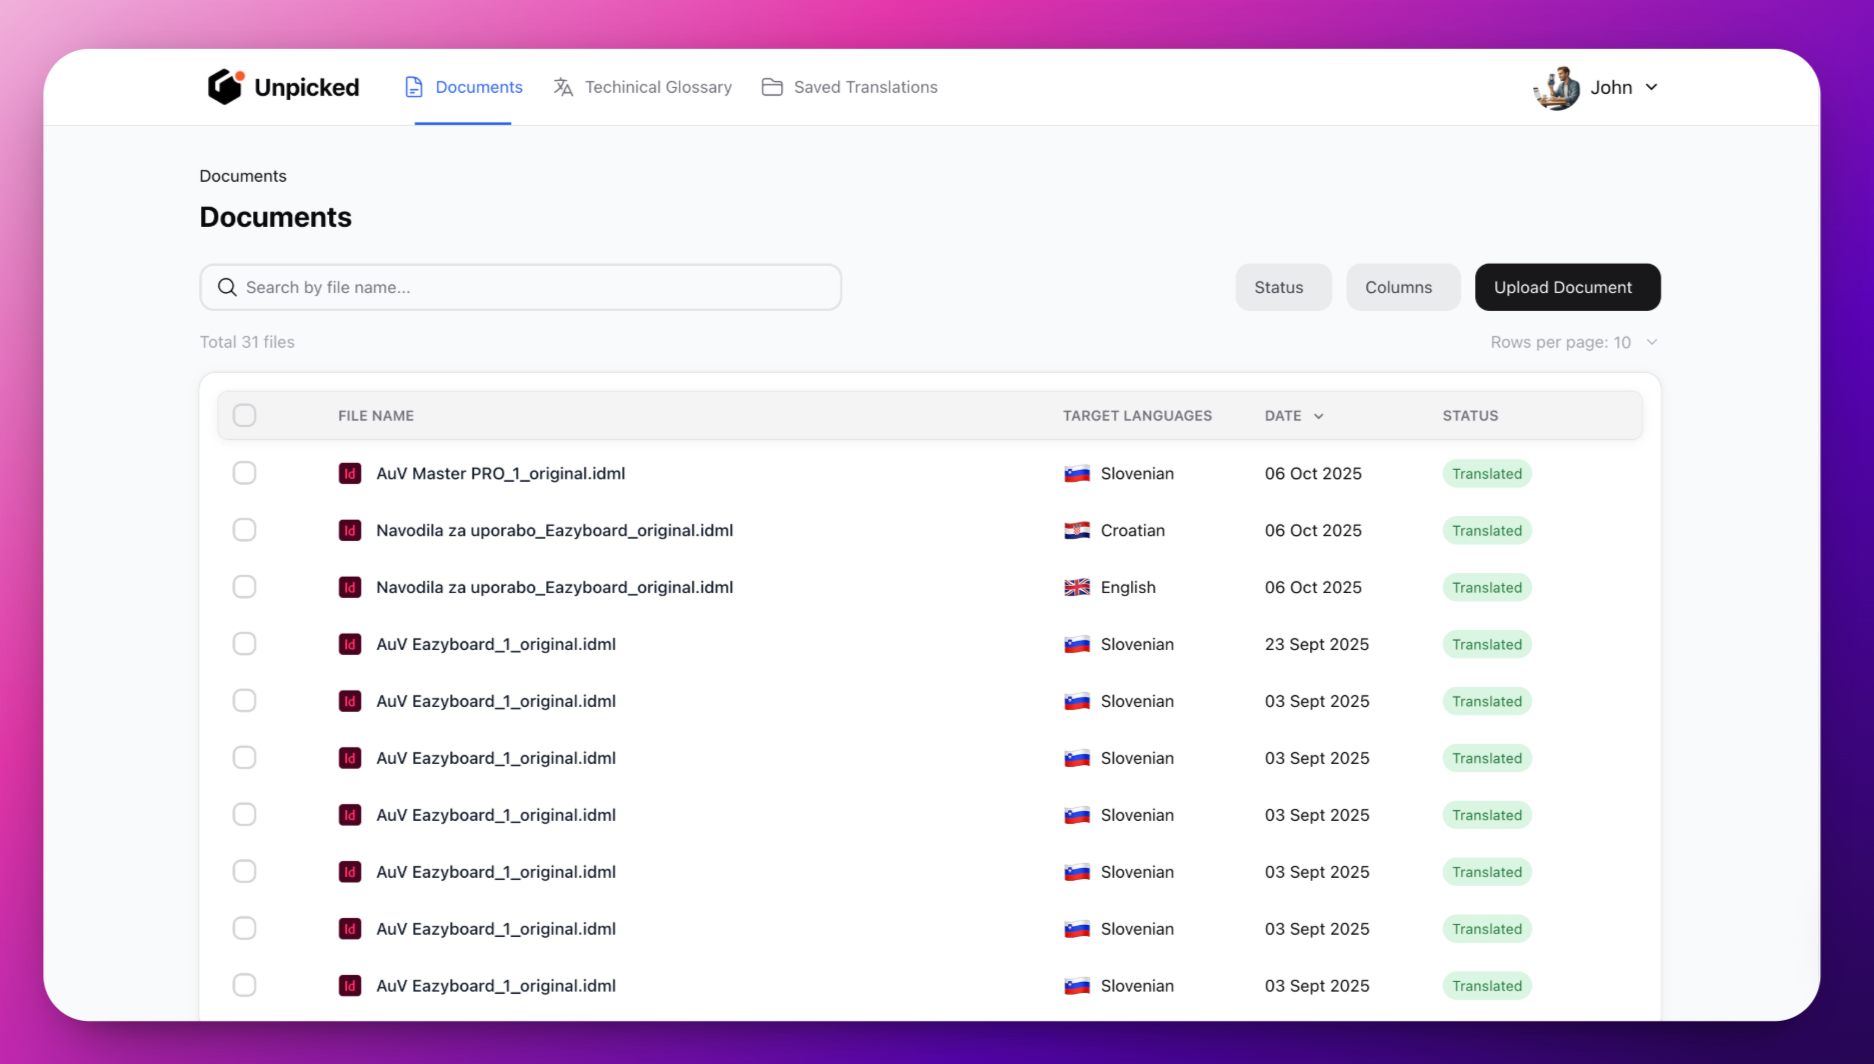 Unpicked Documents Techinical Glossary Saved Translations John
Documents
Documents
Search by file name... Status Columns Upload Document
Total 31 files Rows per page: 10
FILE NAME TARGET LANGUAGES DATE STATUS
Id AuV Master PRO_1_original.idml Slovenian 06 Oct 2025 Translated
Id Navodila za uporabo_Eazyboard_original.idml Croatian 06 Oct 2025 Translated
Id Navodila za uporabo_Eazyboard_original.idml English 06 Oct 2025 Translated
Id AuV Eazyboard_1_original.idml Slovenian 23 Sept 2025 Translated
Id AuV Eazyboard_1_original.idml Slovenian 03 Sept 2025 Translated
Id AuV Eazyboard_1_original.idml Slovenian 03 Sept 2025 Translated
Id AuV Eazyboard_1_original.idml Slovenian 03 Sept 2025 Translated
Id AuV Eazyboard_1_original.idml Slovenian 03 Sept 2025 Translated
Id AuV Eazyboard_1_original.idml Slovenian 03 Sept 2025 Translated
Id AuV Eazyboard_1_original.idml Slovenian 03 Sept 2025 Translated